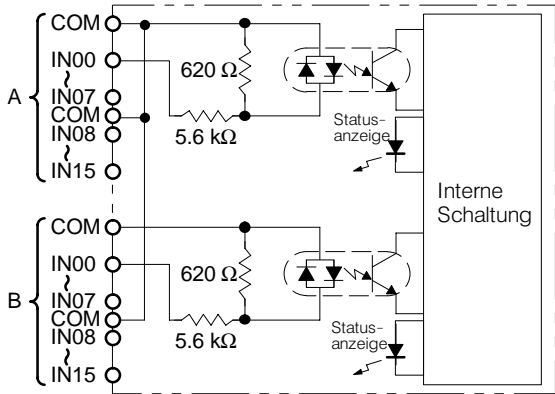 A
COM
IN00
~
IN07
COM
IN08
~
IN15
620 Ω
5.6 kΩ
Status-
anzeige
B
COM
IN00
~
IN07
COM
IN08
~
IN15
620 Ω
5.6 kΩ
Status-
anzeige
Interne
Schaltung